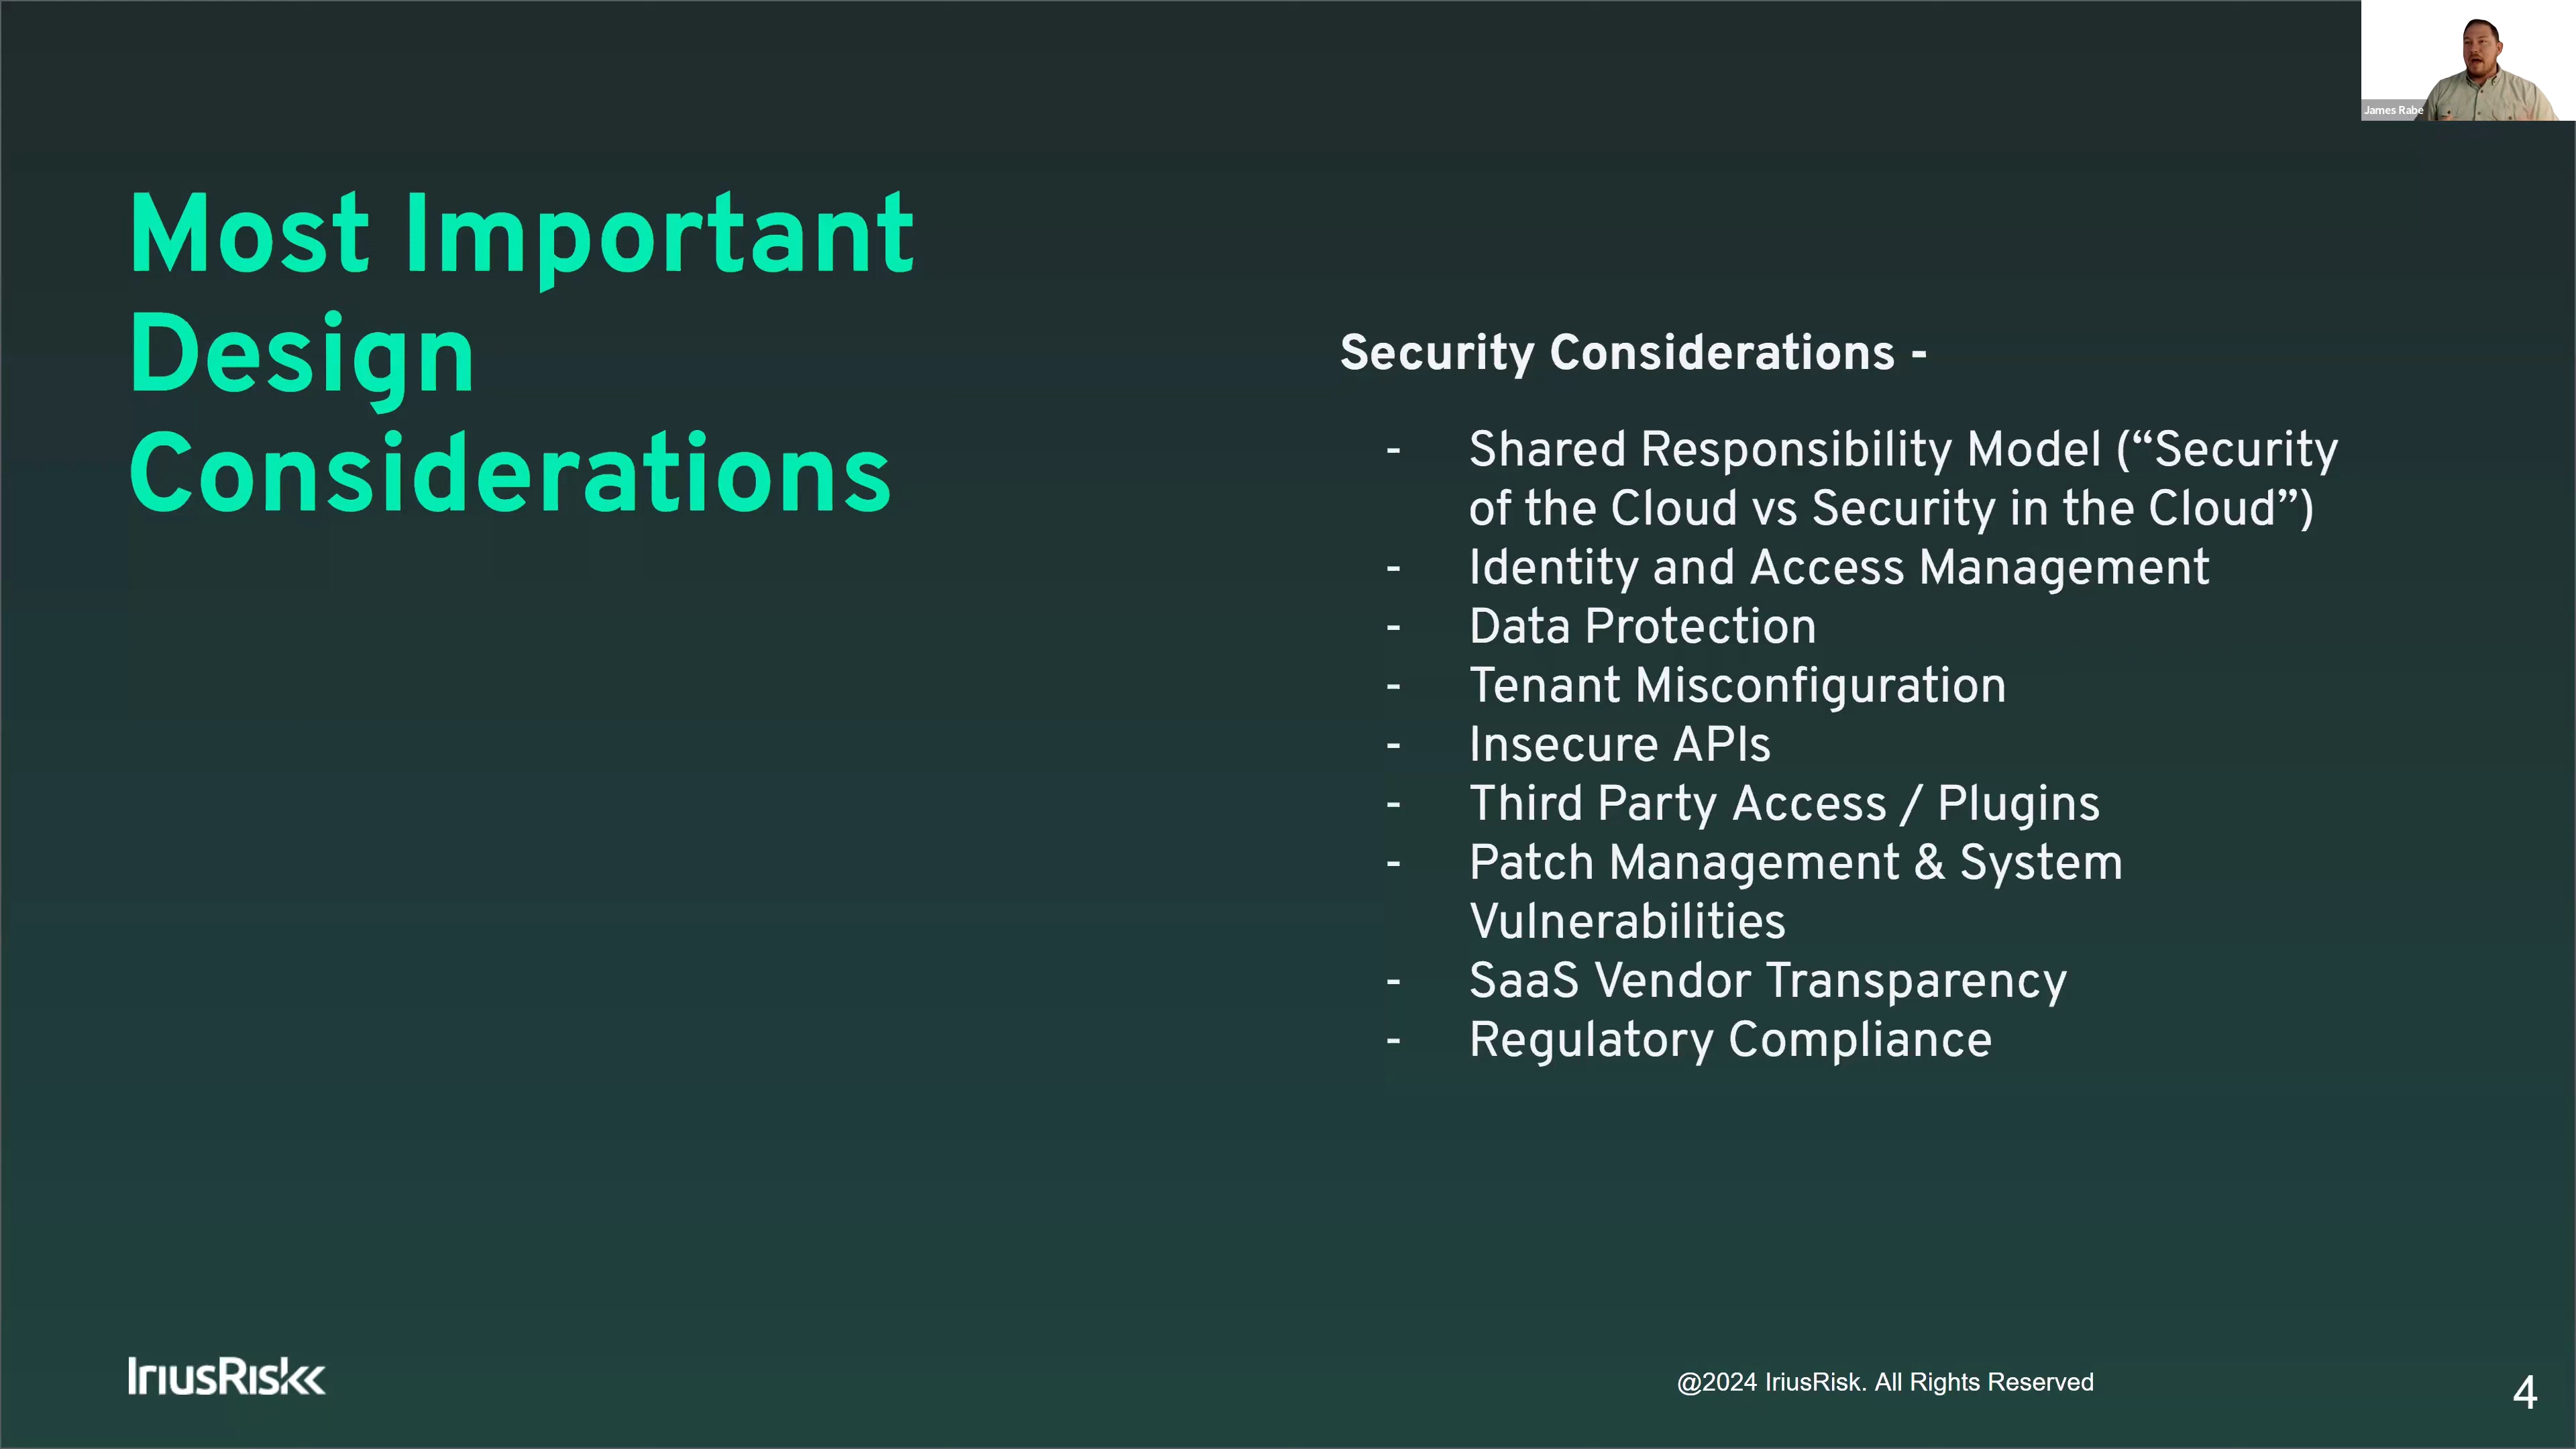 James Rabe
Most Important
Design
Considerations
Security Considerations -
- Shared Responsibility Model (“Security
of the Cloud vs Security in the Cloud”)
- Identity and Access Management
- Data Protection
- Tenant Misconfiguration
- Insecure APIs
- Third Party Access / Plugins
- Patch Management & System
Vulnerabilities
- SaaS Vendor Transparency
- Regulatory Compliance
IriusRisk
@2024 IriusRisk. All Rights Reserved
4